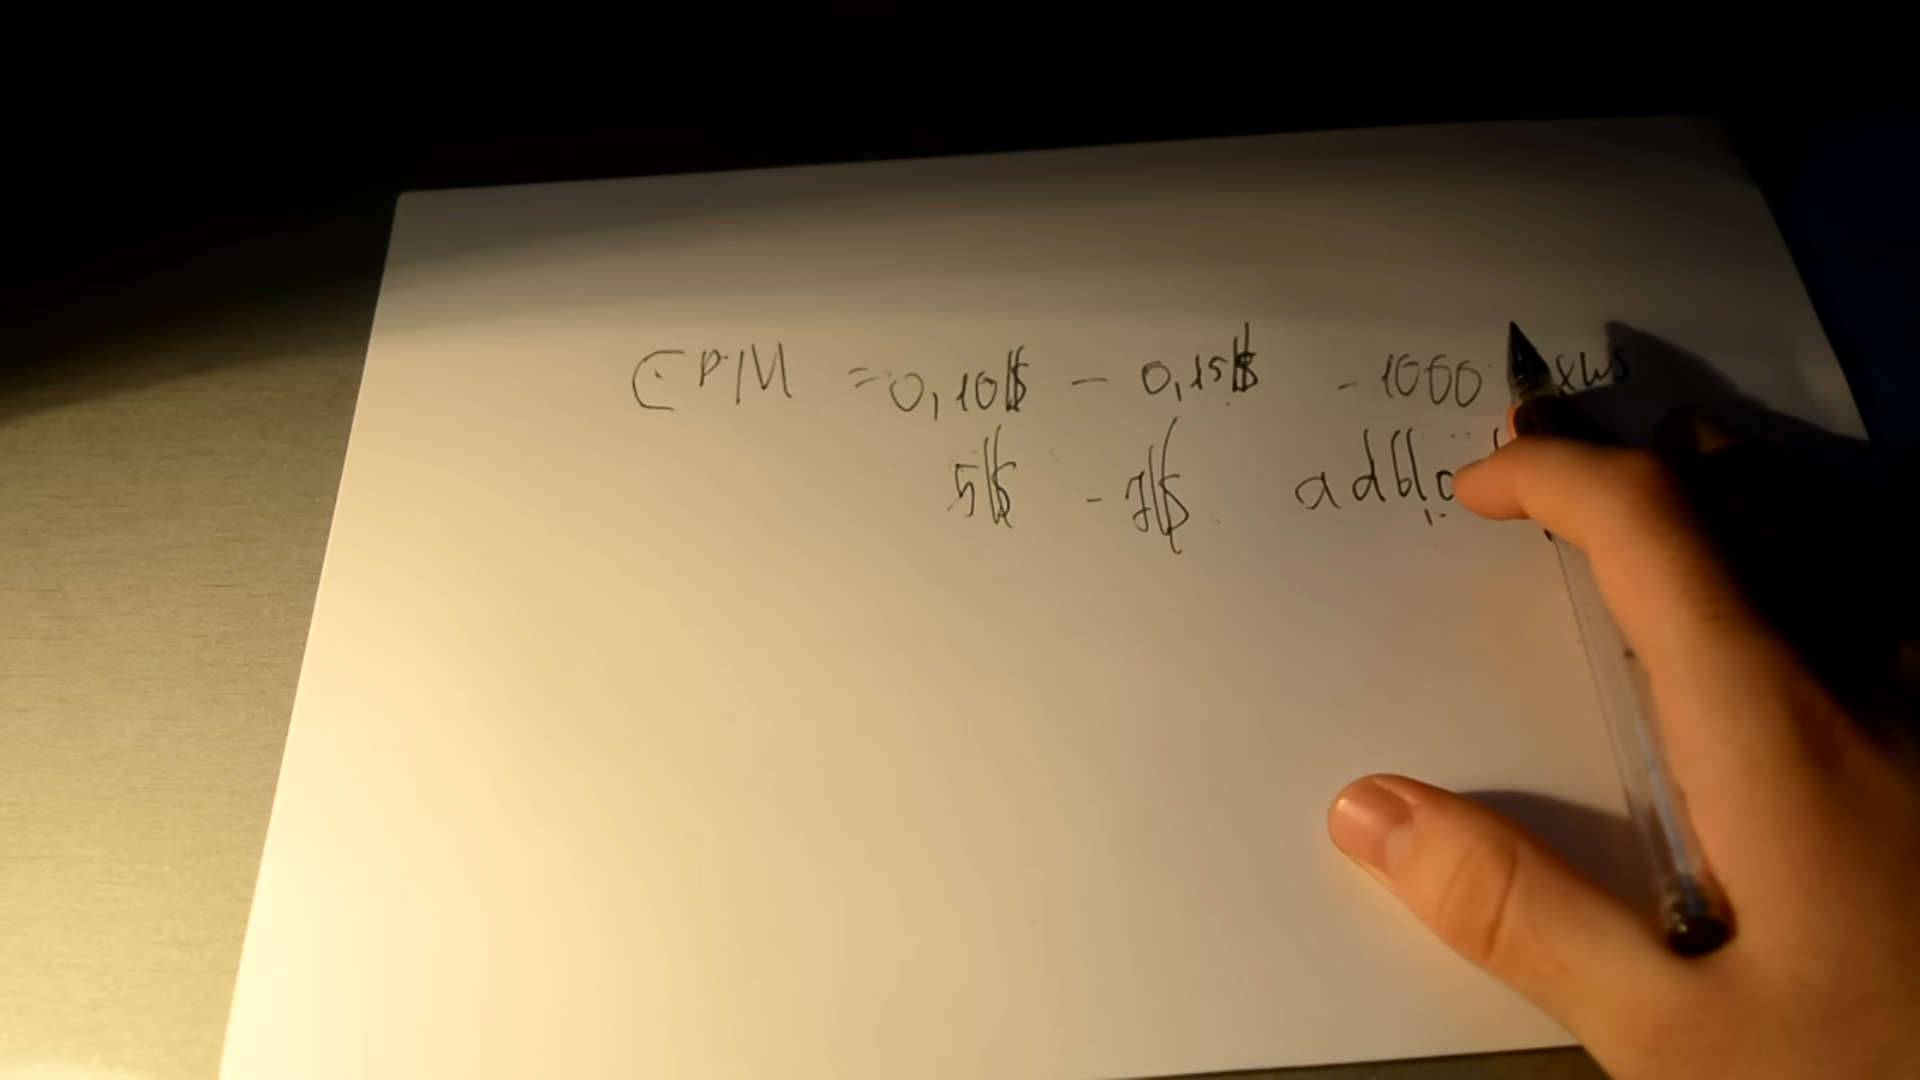 CPM = 0,10$ - 0,15$ - 1000
5$ - 7$